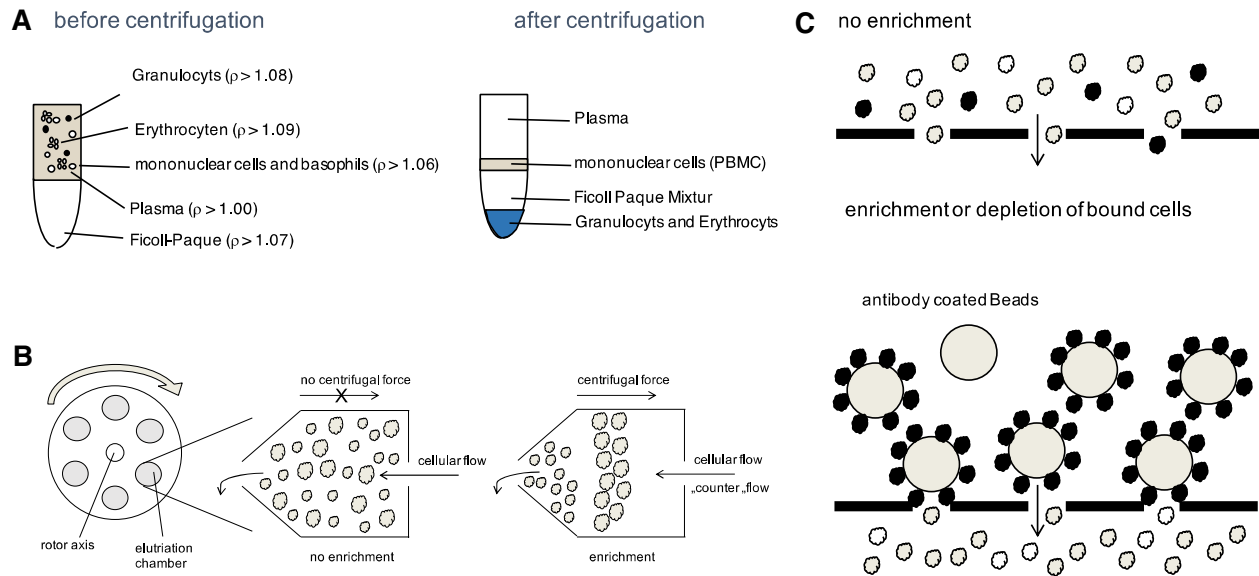 A
before centrifugation
Granulocyts (ρ > 1.08)
Erythrocyten (ρ > 1.09)
mononuclear cells and basophils (ρ > 1.06)
Plasma (ρ > 1.00)
Ficoll-Paque (ρ > 1.07)
after centrifugation
Plasma
mononuclear cells (PBMC)
Ficoll Paque Mixtur
Granulocyts and Erythrocyts
B
rotor axis
elutriation
chamber
no centrifugal force
X
cellular flow
no enrichment
centrifugal force
cellular flow
„counter„flow
enrichment
C
no enrichment
enrichment or depletion of bound cells
antibody coated Beads